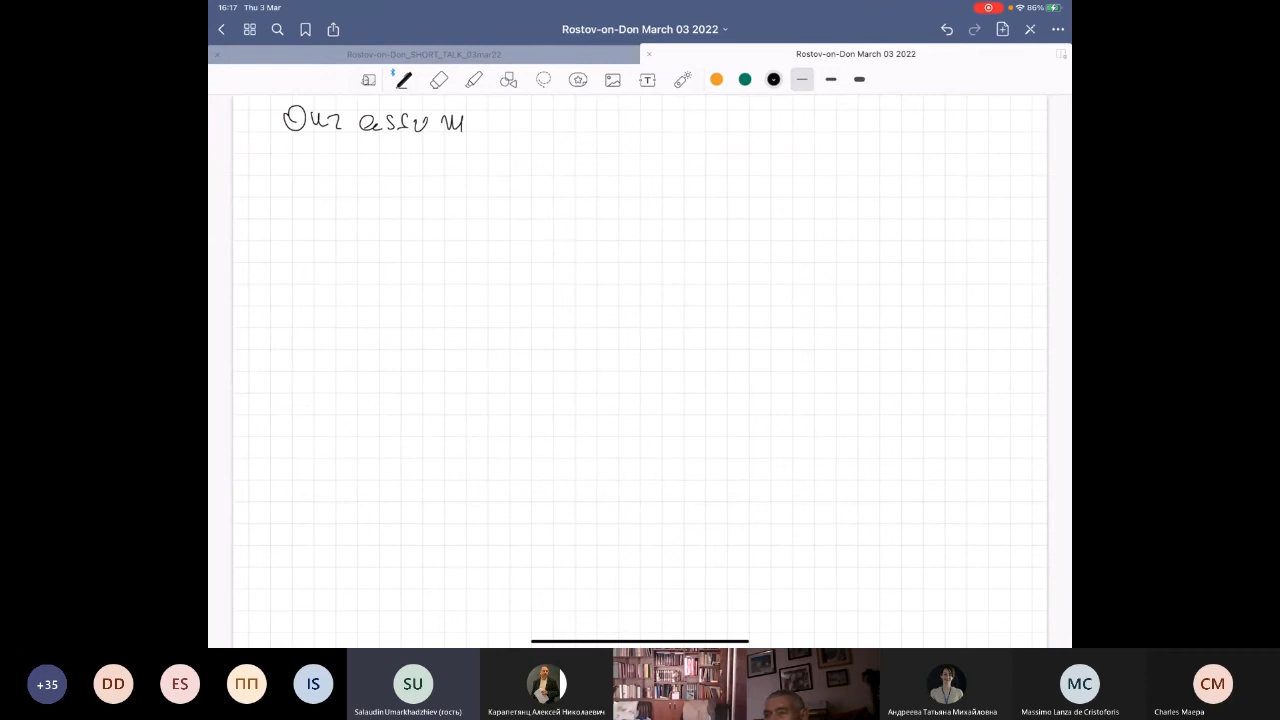 16:17 Thu 3 Mar
86%
Rostov-on-Don March 03 2022
Rostov-on-Don_SHORT_TALK_03mar22
Rostov-on-Don March 03 2022
Our assum
+35
DD
ES
ПП
IS
SU
Salaudin Umarkhadzhiev (гость)
Карапетянц Алексей Николаевич
Андреева Татьяна Михайловна
MC
Massimo Lanza de Cristoforis
CM
Charles Maepa